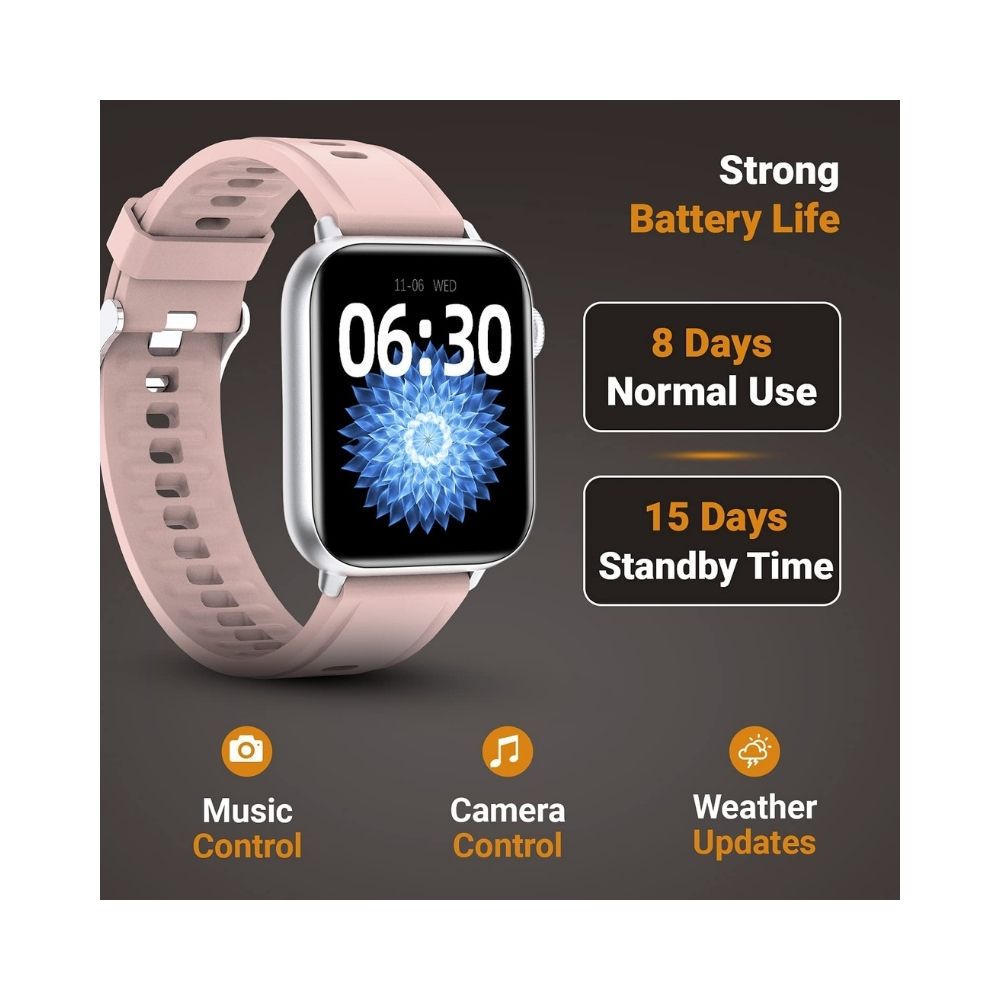 Strong
Battery Life
11-06 WED
06:30
8 Days
Normal Use
15 Days
Standby Time
Music
Control
Camera
Control
Weather
Updates